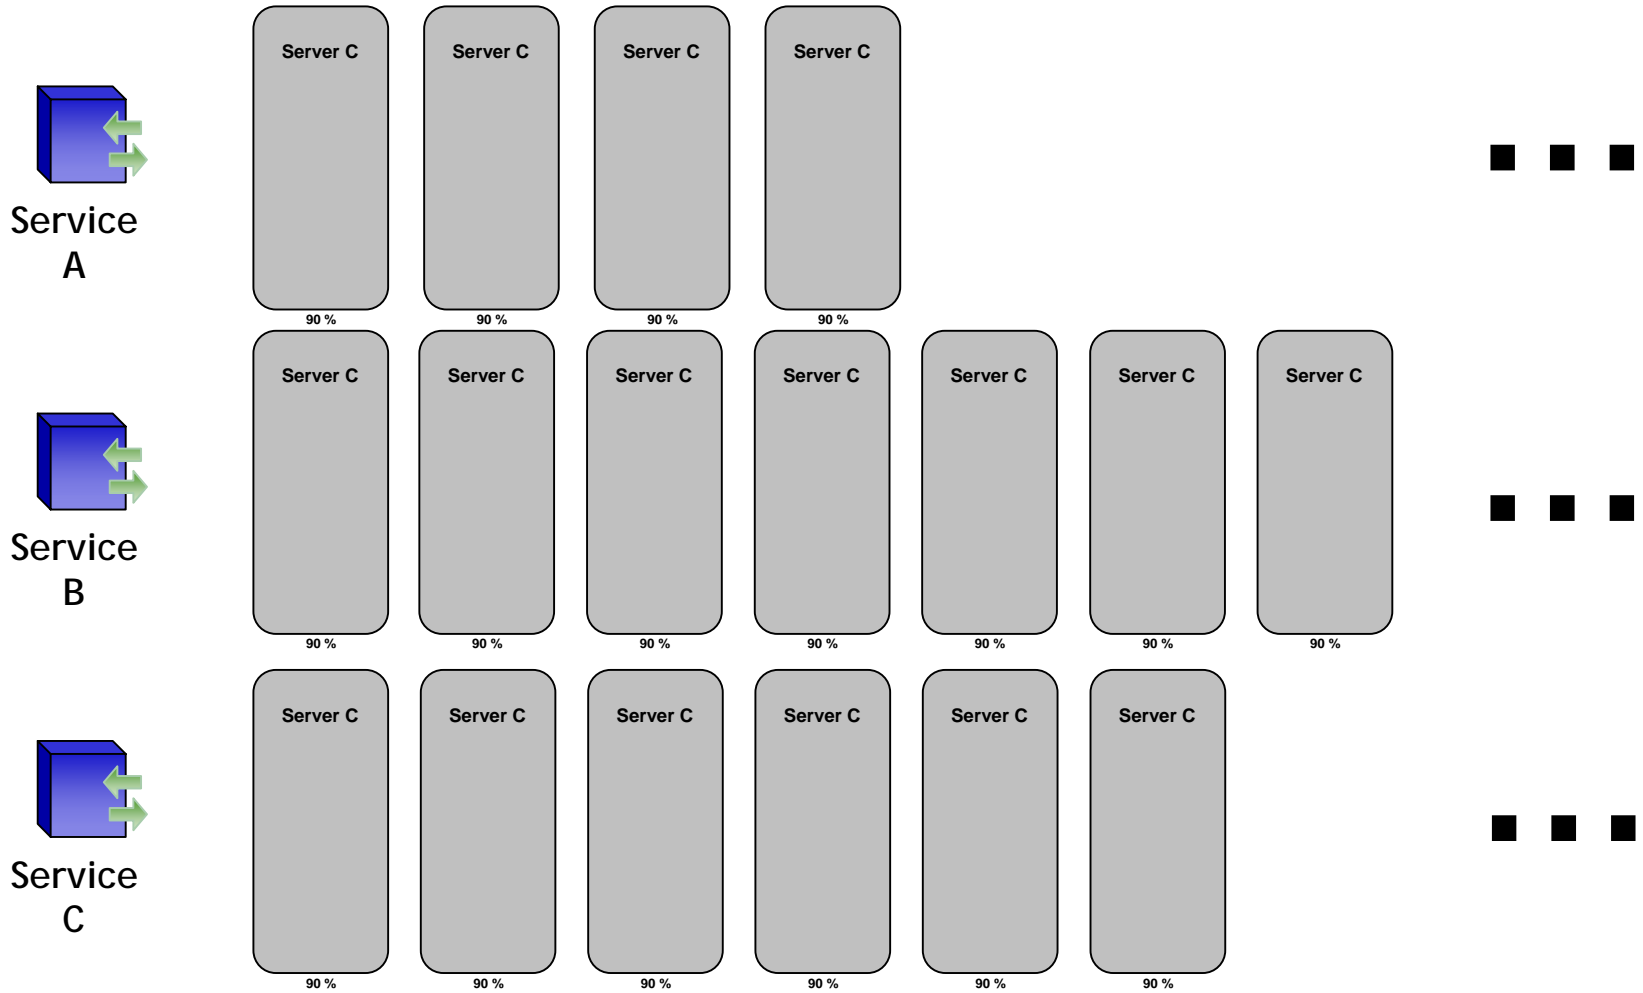 Server C Server C Server C Server C
Service
A
90 % 90 % 90 % 90 %
Server C Server C Server C Server C Server C Server C Server C
Service
B
90 % 90 % 90 % 90 % 90 % 90 % 90 %
Server C Server C Server C Server C Server C Server C
Service
C
90 % 90 % 90 % 90 % 90 % 90 %